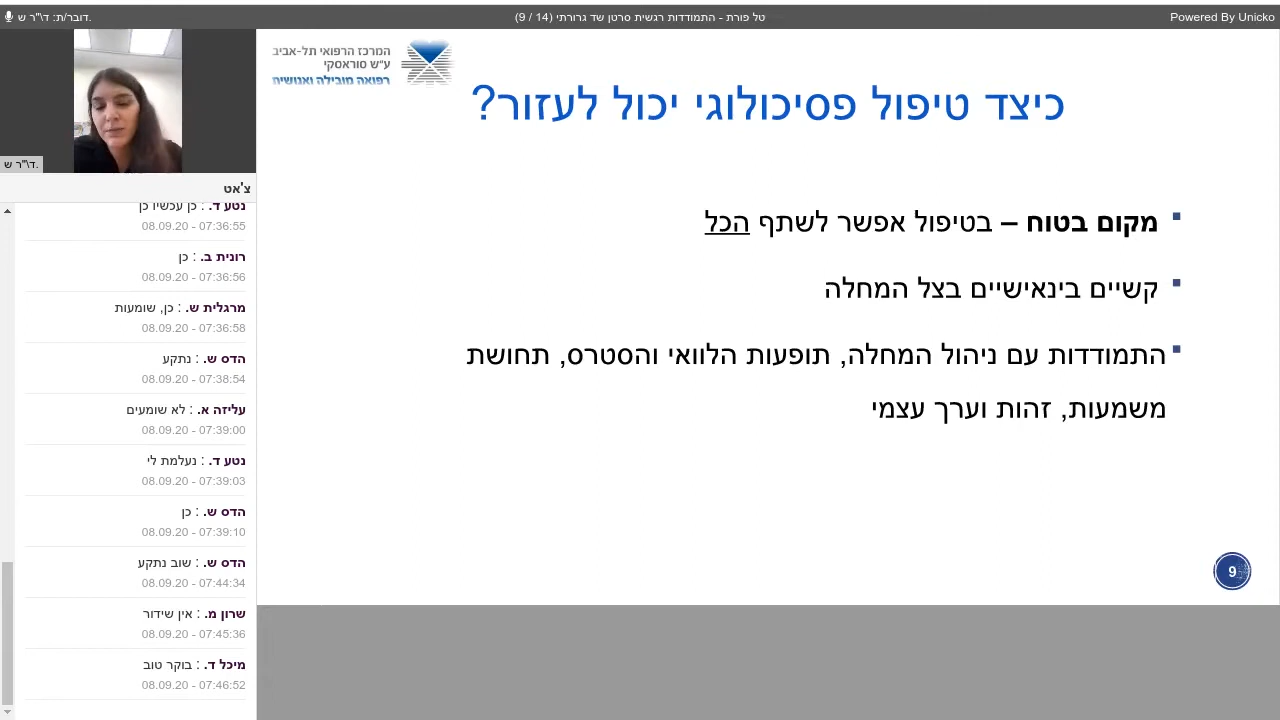 דובר/ת: ד\"ר ש.
טל פורת - התמודדות רגשית סרטן שד גרורתי (14 / 9)
Powered By Unicko
ד\"ר ש.
צ'אט
נטע ד. : כן עכשיו כן
08.09.20 - 07:36:55
רונית ב. : כן
08.09.20 - 07:36:56
מרגלית ש. : כן, שומעות
08.09.20 - 07:36:58
הדס ש. : נתקע
08.09.20 - 07:38:54
עליזה א. : לא שומעים
08.09.20 - 07:39:00
נטע ד. : נעלמת לי
08.09.20 - 07:39:03
הדס ש. : כן
08.09.20 - 07:39:10
הדס ש. : שוב נתקע
08.09.20 - 07:44:34
שרון מ. : אין שידור
08.09.20 - 07:45:36
מיכל ד. : בוקר טוב
08.09.20 - 07:46:52
המרכז הרפואי תל-אביב
ע"ש סוראסקי
רפואה מובילה ואנושית
כיצד טיפול פסיכולוגי יכול לעזור?
▪ מקום בטוח – בטיפול אפשר לשתף הכל
▪ קשיים בינאישיים בצל המחלה
▪ התמודדות עם ניהול המחלה, תופעות הלוואי והסטרס, תחושת
משמעות, זהות וערך עצמי
9